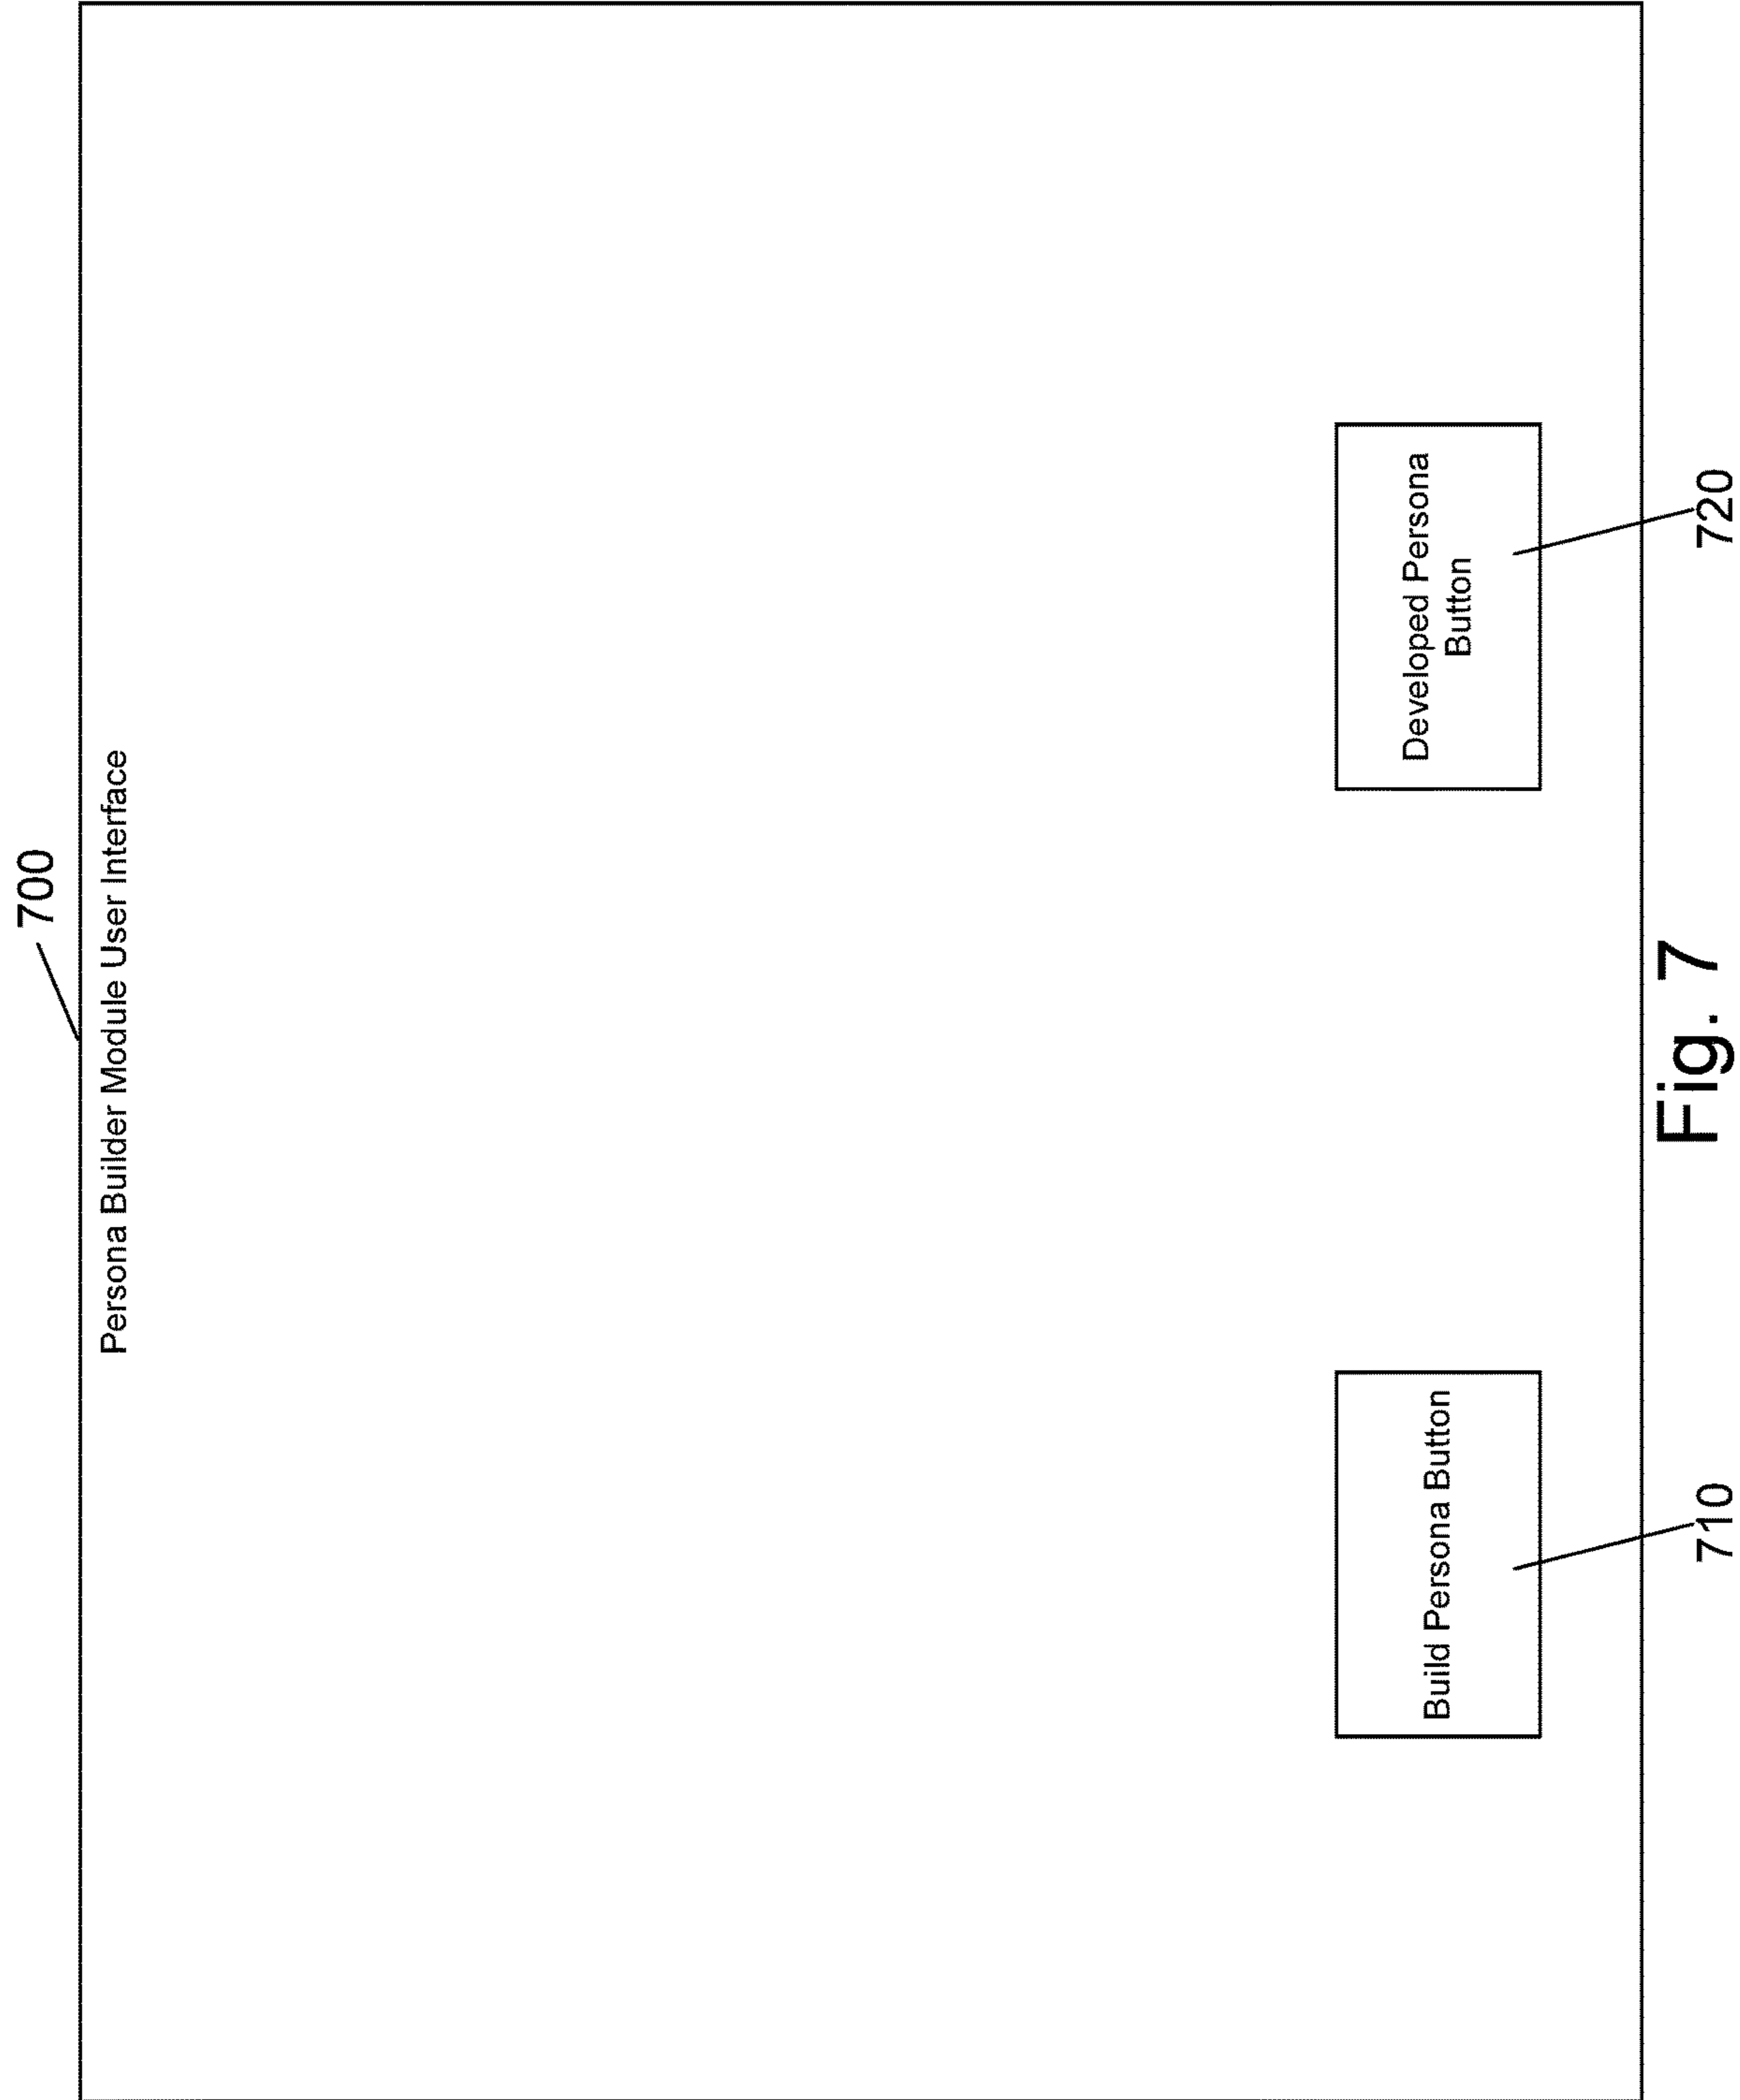 700
Persona Builder Module User Interface
Build Persona Button
Developed Persona
Button
710
720
Fig. 7